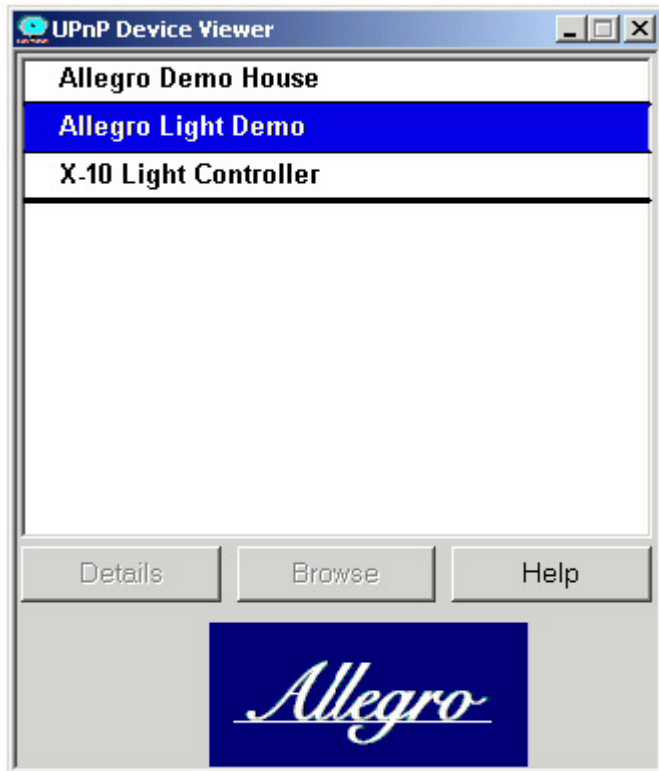 UPnP Device Viewer
Allegro Demo House
Allegro Light Demo
X-10 Light Controller
Details Browse Help
Allegro